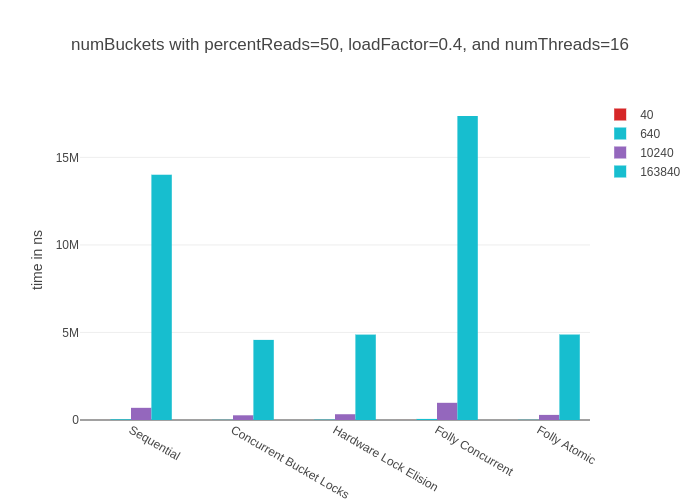 numBuckets with percentReads=50, loadFactor=0.4, and numThreads=16
40
640
10240
163840
15M
10M
5M
0
time in ns
Sequential
Concurrent Bucket Locks
Hardware Lock Elision
Folly Concurrent
Folly Atomic